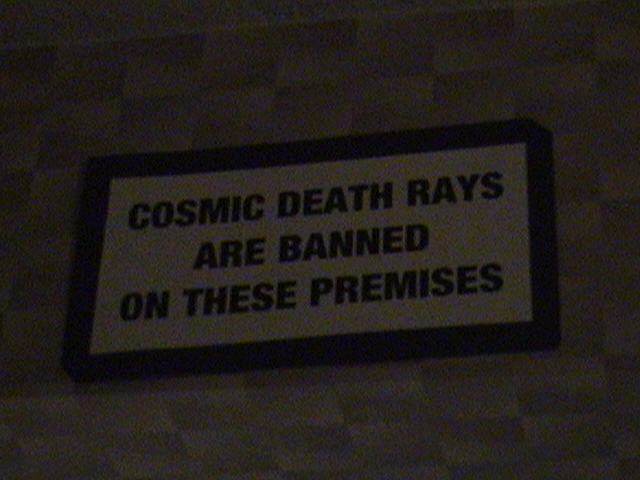 COSMIC DEATH RAYS
ARE BANNED
ON THESE PREMISES